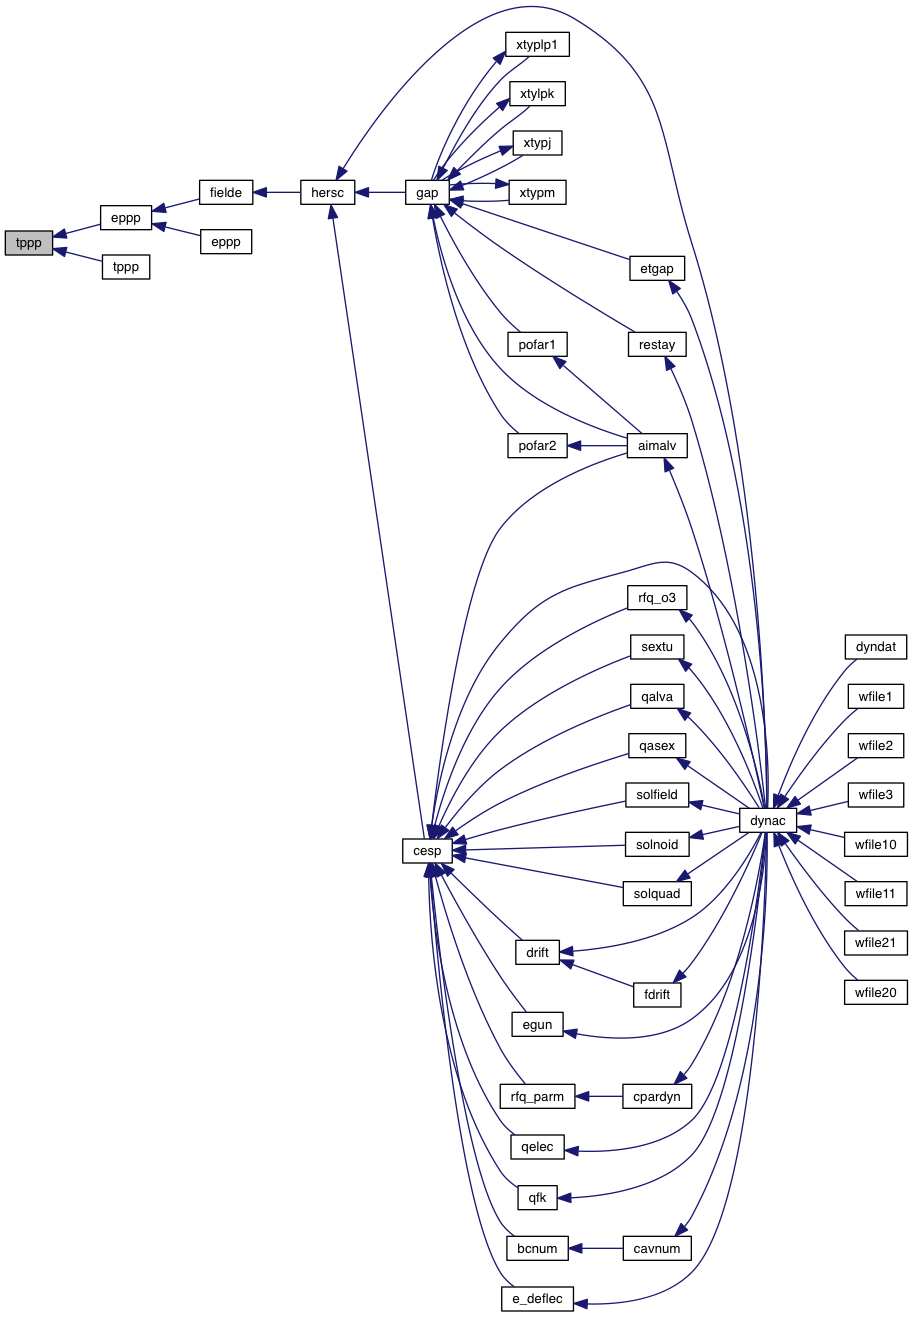 xtyplp1
xtylpk
xtypj
fielde
hersc
gap
xtypm
eppp
tppp
eppp
tppp
etgap
pofar1
restay
pofar2
aimalv
rfq_o3
sextu
dyndat
qalva
wfile1
qasex
wfile2
solfield
wfile3
dynac
cesp
solnoid
wfile10
solquad
wfile11
drift
wfile21
fdrift
wfile20
egun
rfq_parm
cpardyn
qelec
qfk
bcnum
cavnum
e_deflec